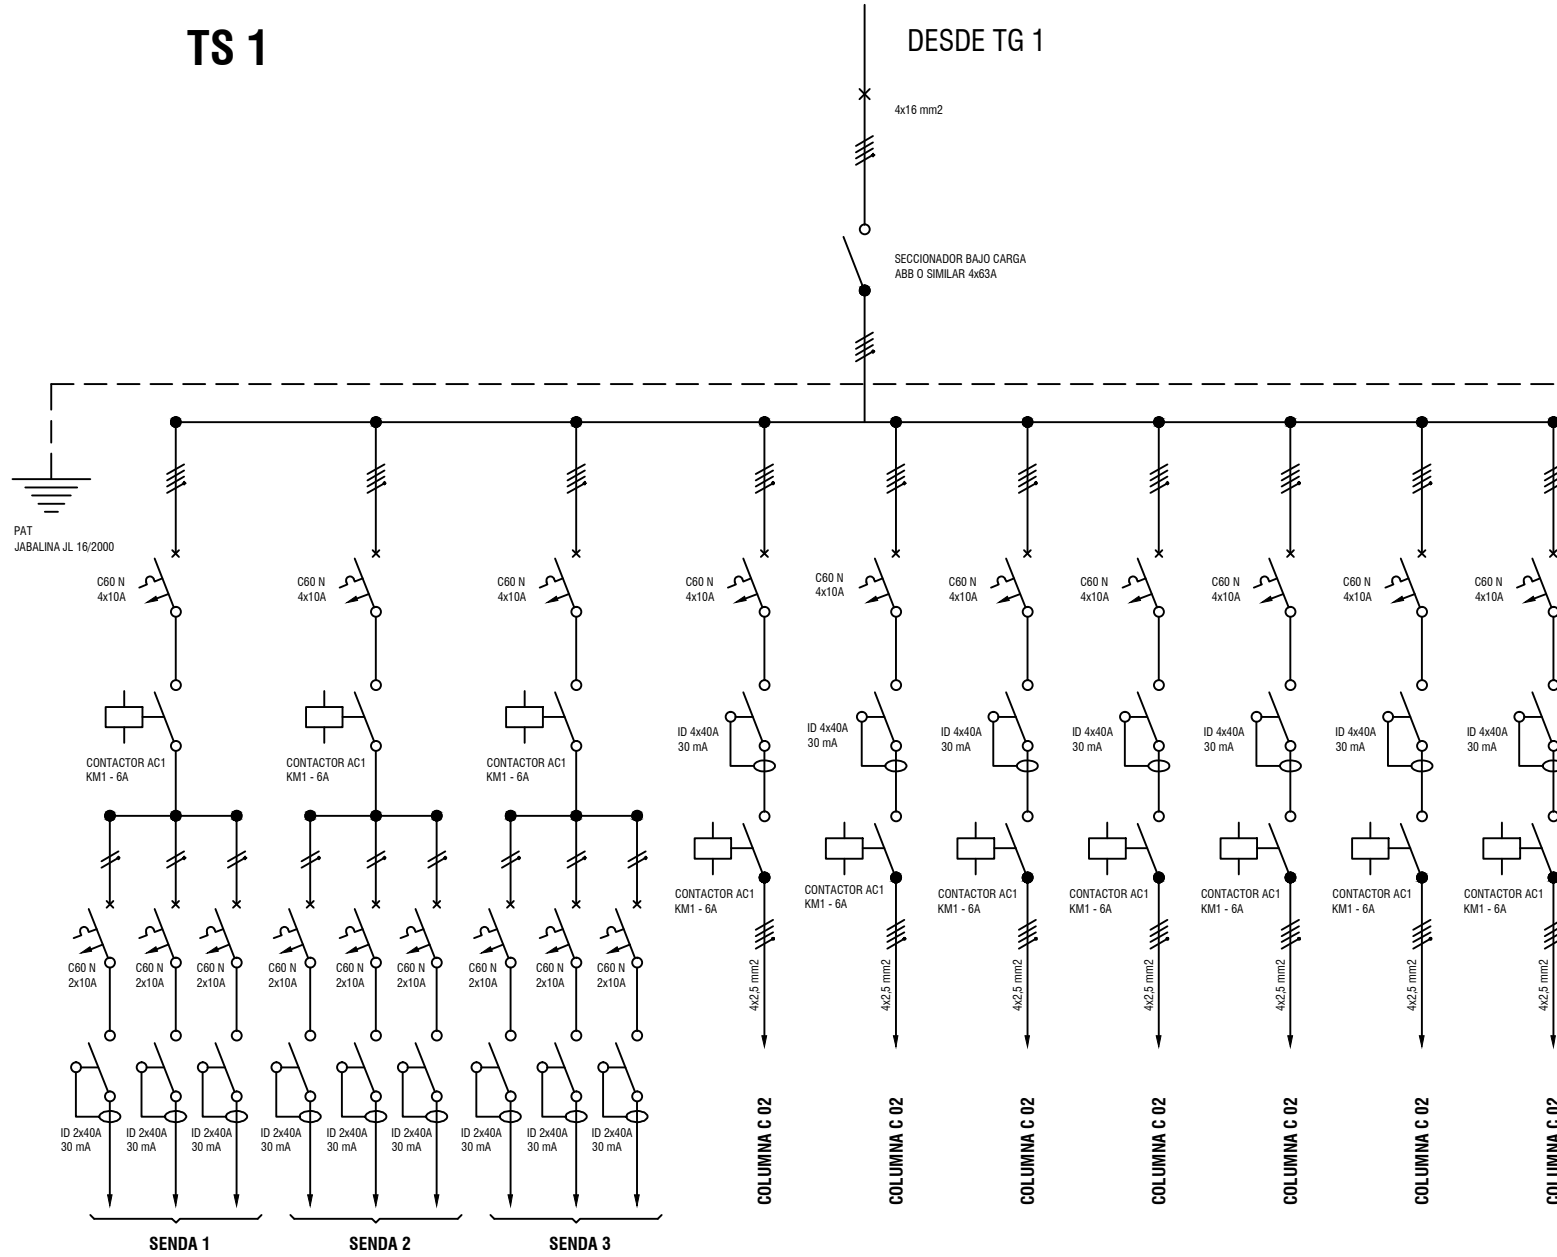 TS 1
DESDE TG 1
4x16 mm2
SECCIONADOR BAJO CARGA
ABB O SIMILAR 4x63A
PAT
JABALINA JL 16/2000
C60 N
4x10A
C60 N
4x10A
C60 N
4x10A
C60 N
4x10A
C60 N
4x10A
C60 N
4x10A
C60 N
4x10A
C60 N
4x10A
C60 N
4x10A
C60 N
4x10A
CONTACTOR AC1
KM1 - 6A
CONTACTOR AC1
KM1 - 6A
CONTACTOR AC1
KM1 - 6A
ID 4x40A
30 mA
ID 4x40A
30 mA
ID 4x40A
30 mA
ID 4x40A
30 mA
ID 4x40A
30 mA
ID 4x40A
30 mA
ID 4x40A
30 mA
CONTACTOR AC1
KM1 - 6A
CONTACTOR AC1
KM1 - 6A
CONTACTOR AC1
KM1 - 6A
CONTACTOR AC1
KM1 - 6A
CONTACTOR AC1
KM1 - 6A
CONTACTOR AC1
KM1 - 6A
CONTACTOR AC1
KM1 - 6A
C60 N
2x10A
C60 N
2x10A
C60 N
2x10A
C60 N
2x10A
C60 N
2x10A
C60 N
2x10A
C60 N
2x10A
C60 N
2x10A
C60 N
2x10A
4x2,5 mm2
4x2,5 mm2
4x2,5 mm2
4x2,5 mm2
4x2,5 mm2
4x2,5 mm2
4x2,5 mm2
ID 2x40A
30 mA
ID 2x40A
30 mA
ID 2x40A
30 mA
ID 2x40A
30 mA
ID 2x40A
30 mA
ID 2x40A
30 mA
ID 2x40A
30 mA
ID 2x40A
30 mA
ID 2x40A
30 mA
COLUMNA C 02
COLUMNA C 02
COLUMNA C 02
COLUMNA C 02
COLUMNA C 02
COLUMNA C 02
COLUMNA C 02
SENDA 1
SENDA 2
SENDA 3